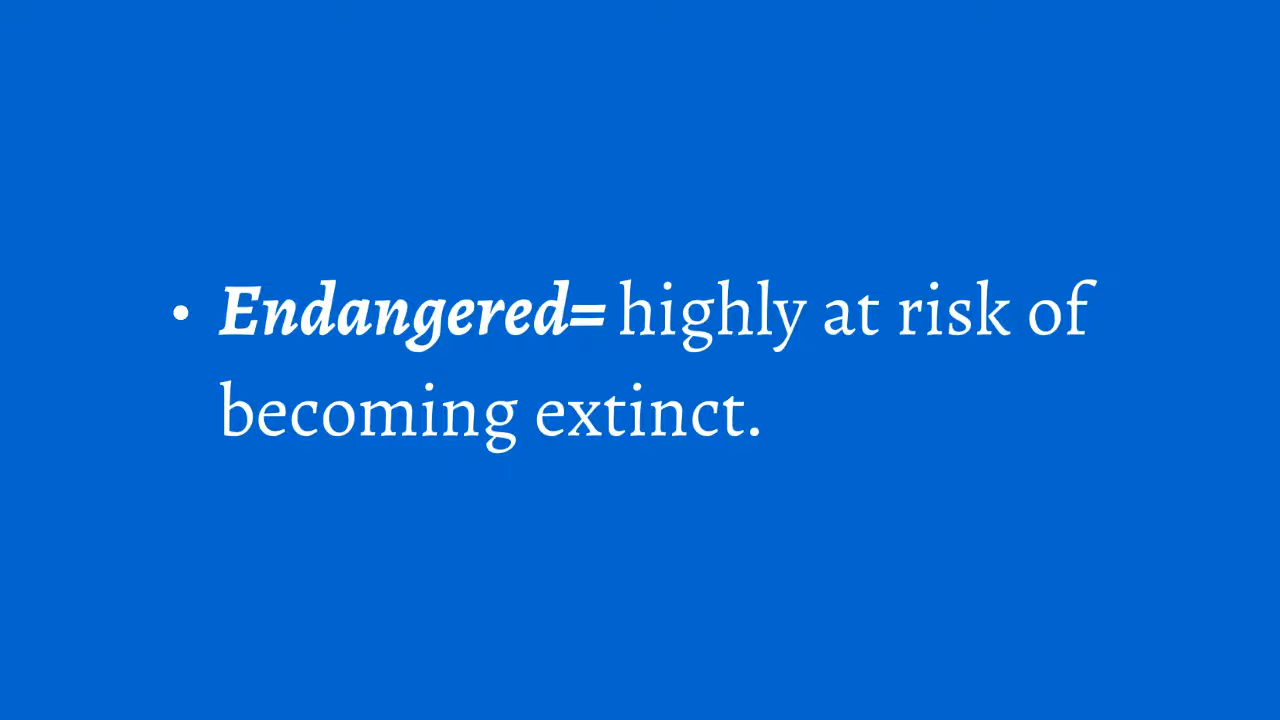 • Endangered= highly at risk of
becoming extinct.